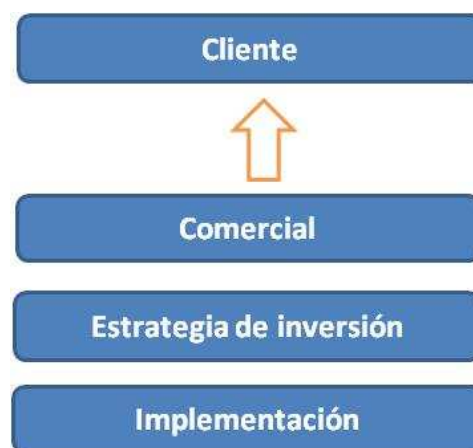 Cliente
Comercial
Estrategia de inversión
Implementación